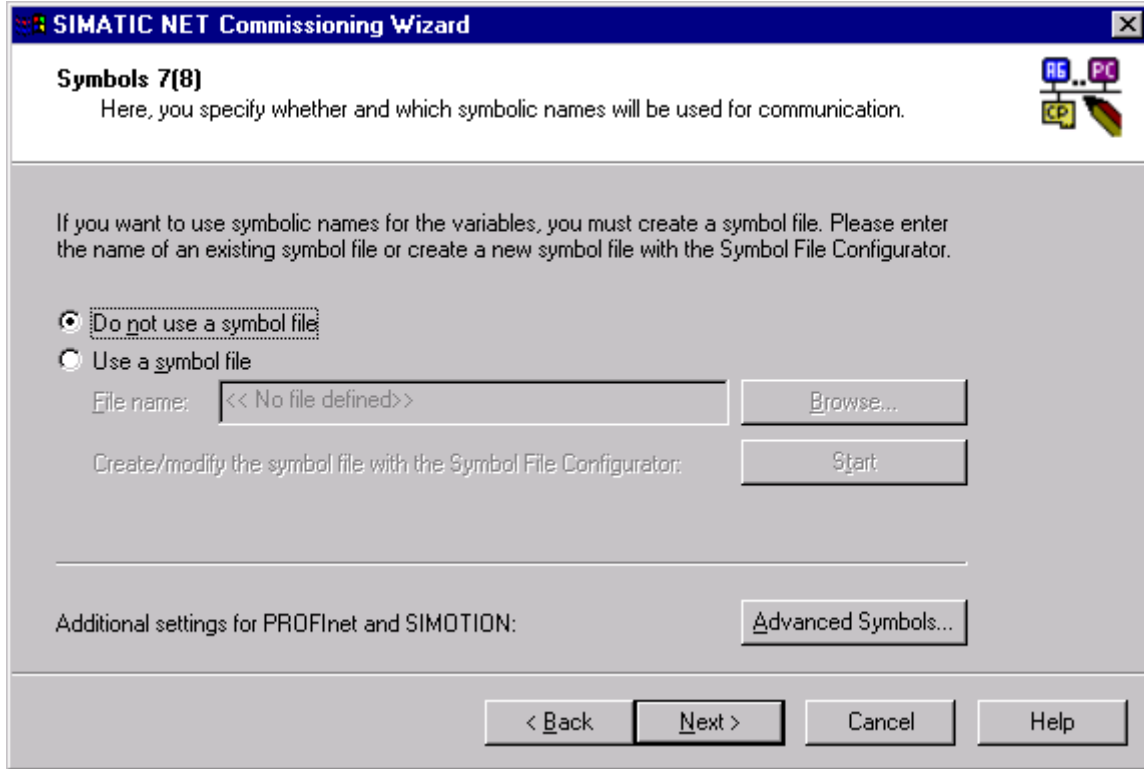 SIMATIC NET Commissioning Wizard
Symbols 7(8)
Here, you specify whether and which symbolic names will be used for communication.
AG..PC
CP
If you want to use symbolic names for the variables, you must create a symbol file. Please enter
the name of an existing symbol file or create a new symbol file with the Symbol File Configurator.
Do not use a symbol file
Use a symbol file
File name: << No file defined>> Browse...
Create/modify the symbol file with the Symbol File Configurator: Start
Additional settings for PROFInet and SIMOTION: Advanced Symbols...
< Back Next > Cancel Help